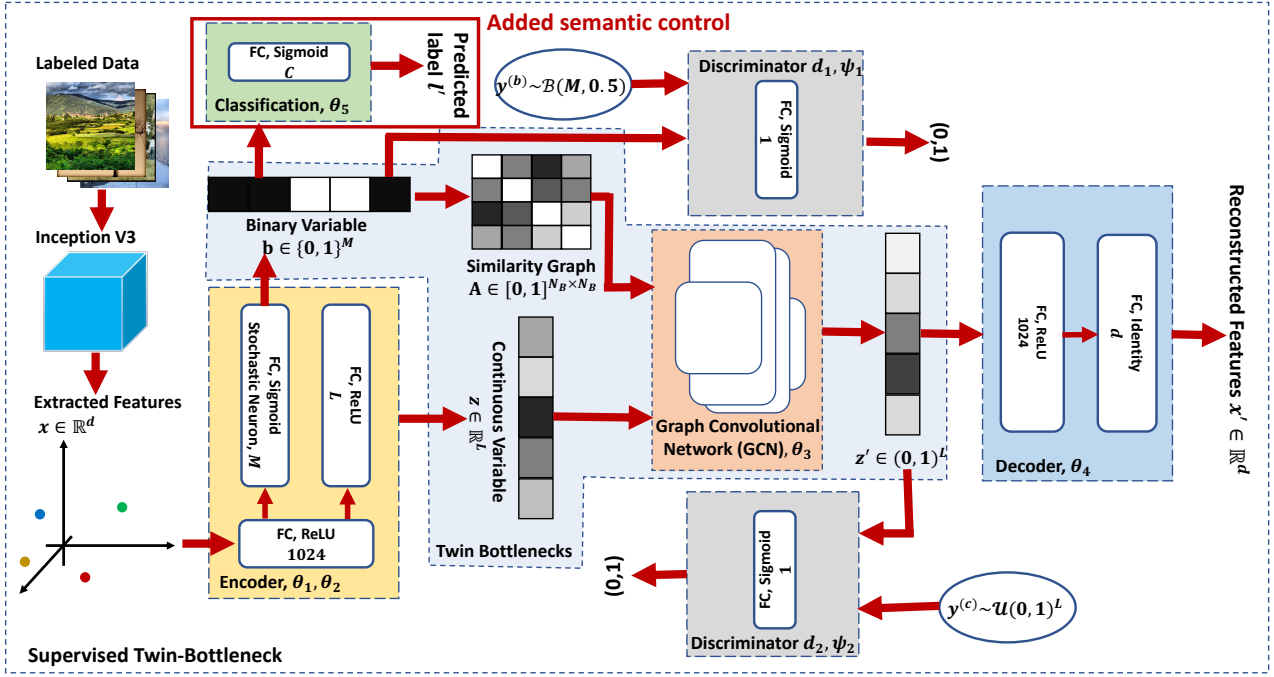 Added semantic control
Labeled Data
FC, Sigmoid
C
Classification, θ₅
Predicted
label l′
y⁽ᵇ⁾~ℬ(M, 0.5)
Discriminator d₁, ψ₁
FC, Sigmoid
1
(0,1)
Inception V3
Binary Variable
b ∈ {0, 1}ᴹ
Similarity Graph
A ∈ [0, 1]^{N_B×N_B}
Extracted Features
x ∈ ℝᵈ
FC, Sigmoid
Stochastic Neuron, M
FC, ReLU
L
FC, ReLU
1024
Encoder, θ₁, θ₂
Continuous Variable
z ∈ ℝᴸ
Twin Bottlenecks
Graph Convolutional
Network (GCN), θ₃
z′ ∈ (0, 1)ᴸ
FC, ReLU
1024
FC, Identity
d
Decoder, θ₄
Reconstructed Features x′ ∈ ℝᵈ
(0,1)
FC, Sigmoid
1
Discriminator d₂, ψ₂
y⁽ᶜ⁾~𝒰(0, 1)ᴸ
Supervised Twin-Bottleneck